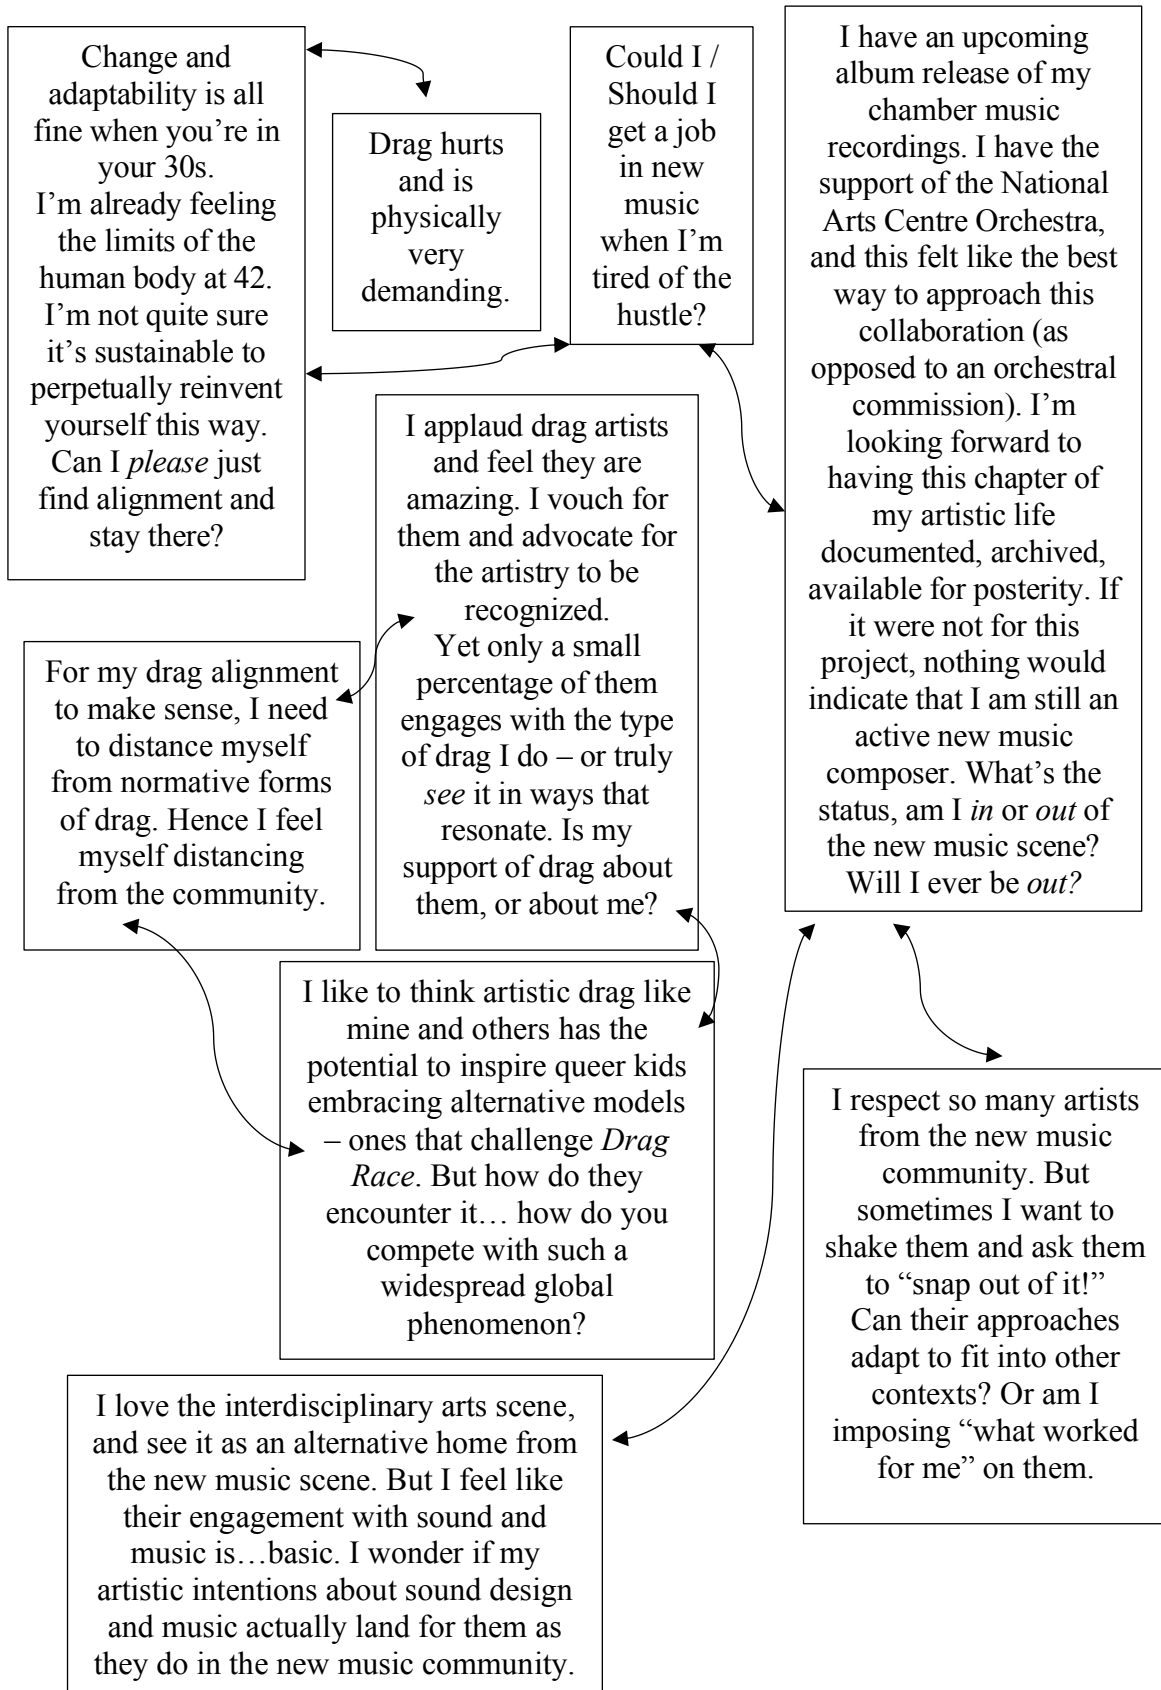 Change and
adaptability is all
fine when you’re in
your 30s.
I’m already feeling
the limits of the
human body at 42.
I’m not quite sure
it’s sustainable to
perpetually reinvent
yourself this way.
Can I please just
find alignment and
stay there?
Drag hurts
and is
physically
very
demanding.
Could I /
Should I
get a job
in new
music
when I’m
tired of the
hustle?
I have an upcoming
album release of my
chamber music
recordings. I have the
support of the National
Arts Centre Orchestra,
and this felt like the best
way to approach this
collaboration (as
opposed to an orchestral
commission). I’m
looking forward to
having this chapter of
my artistic life
documented, archived,
available for posterity. If
it were not for this
project, nothing would
indicate that I am still an
active new music
composer. What’s the
status, am I in or out of
the new music scene?
Will I ever be out?
I applaud drag artists
and feel they are
amazing. I vouch for
them and advocate for
the artistry to be
recognized.
Yet only a small
percentage of them
engages with the type
of drag I do – or truly
see it in ways that
resonate. Is my
support of drag about
them, or about me?
For my drag alignment
to make sense, I need
to distance myself
from normative forms
of drag. Hence I feel
myself distancing
from the community.
I like to think artistic drag like
mine and others has the
potential to inspire queer kids
embracing alternative models
– ones that challenge Drag
Race. But how do they
encounter it… how do you
compete with such a
widespread global
phenomenon?
I respect so many artists
from the new music
community. But
sometimes I want to
shake them and ask them
to “snap out of it!”
Can their approaches
adapt to fit into other
contexts? Or am I
imposing “what worked
for me” on them.
I love the interdisciplinary arts scene,
and see it as an alternative home from
the new music scene. But I feel like
their engagement with sound and
music is…basic. I wonder if my
artistic intentions about sound design
and music actually land for them as
they do in the new music community.